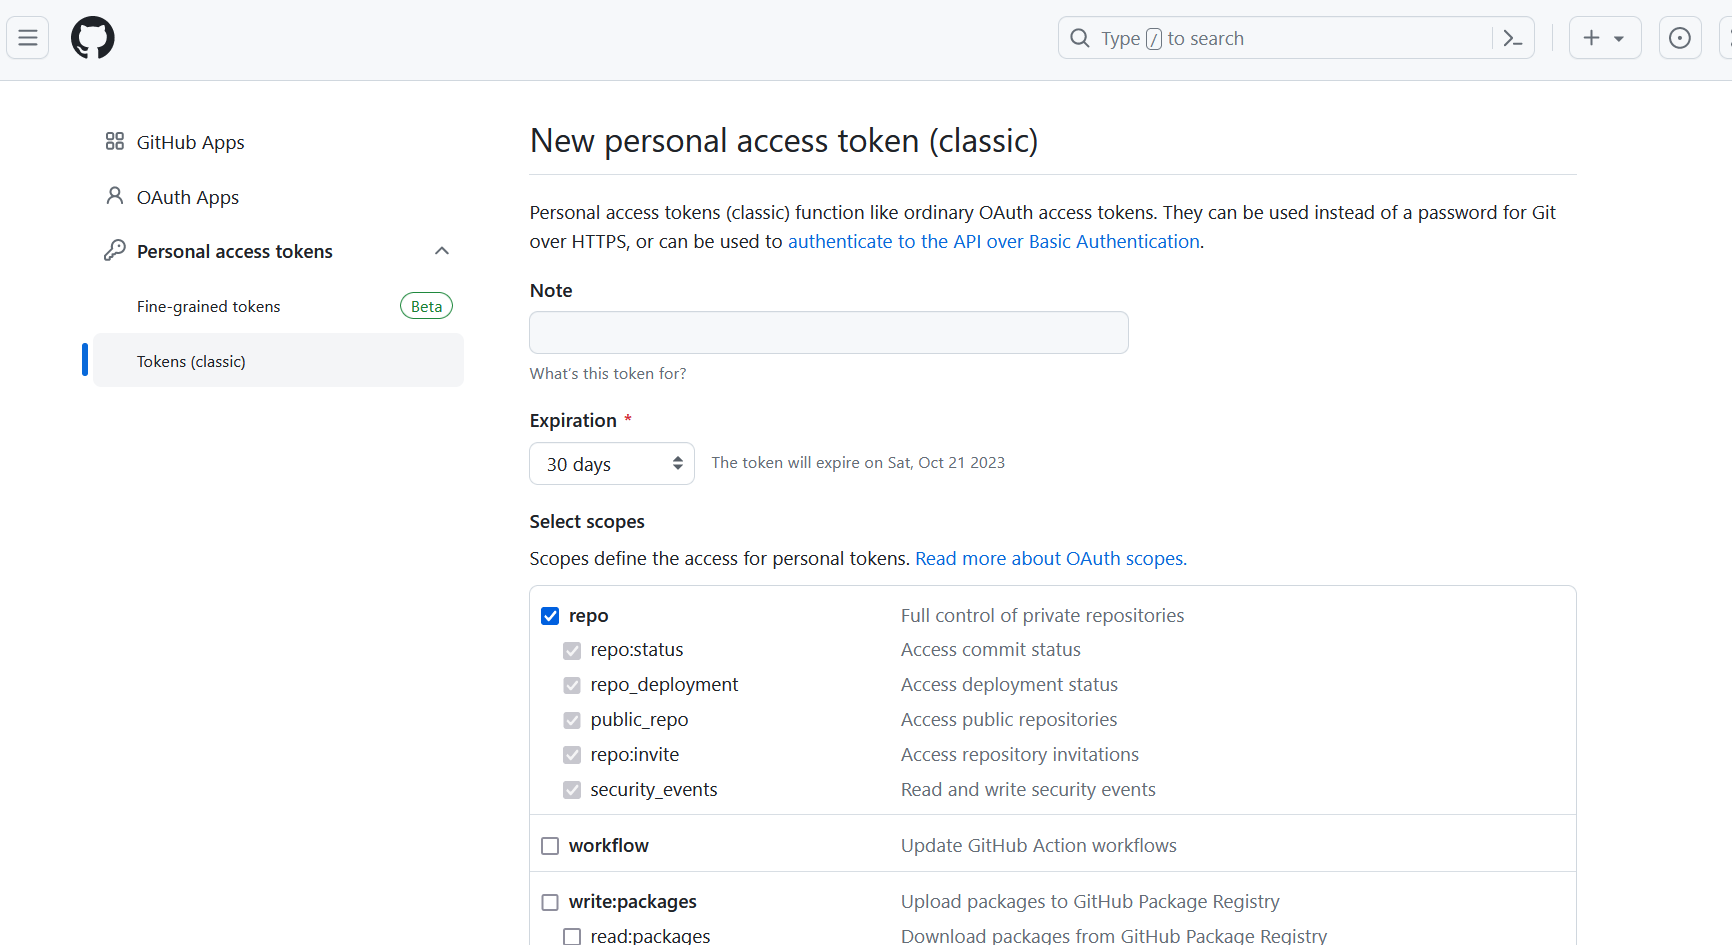 Type / to search
GitHub Apps
OAuth Apps
Personal access tokens
Fine-grained tokens Beta
Tokens (classic)
New personal access token (classic)
Personal access tokens (classic) function like ordinary OAuth access tokens. They can be used instead of a password for Git
over HTTPS, or can be used to authenticate to the API over Basic Authentication.
Note
What's this token for?
Expiration *
30 days The token will expire on Sat, Oct 21 2023
Select scopes
Scopes define the access for personal tokens. Read more about OAuth scopes.
repo Full control of private repositories
repo:status Access commit status
repo_deployment Access deployment status
public_repo Access public repositories
repo:invite Access repository invitations
security_events Read and write security events
workflow Update GitHub Action workflows
write:packages Upload packages to GitHub Package Registry
read:packages Download packages from GitHub Package Registry